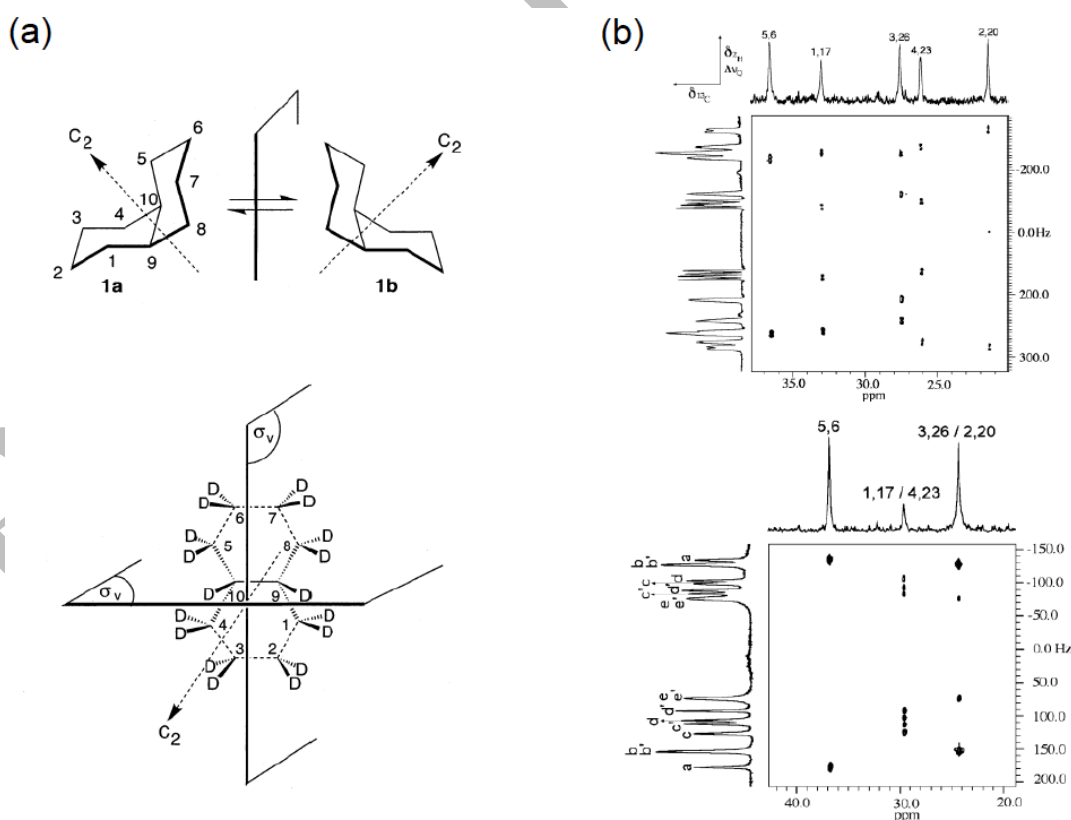 (a)
C2
6
5
7
10
3
4
8
2
1
9
1a
C2
1b
σv
D
D
D
D
6
7
D
D
5
8
D
D
D
10
9
D
σv
4
1
D
D
D
D
3
2
D
D
D
D
C2
(b)
5,6
1,17
3,26
4,23
2,20
δ2H
ΔνQ
δ13C
-200.0
0.0Hz
200.0
300.0
35.0
30.0
25.0
ppm
5,6
3,26 / 2,20
1,17 / 4,23
a
b b'
c' c d' d
e' e
-150.0
-100.0
-50.0
0.0 Hz
50.0
100.0
150.0
200.0
e' e
d'
d c'
c
b b'
a
40.0
30.0
20.0
ppm